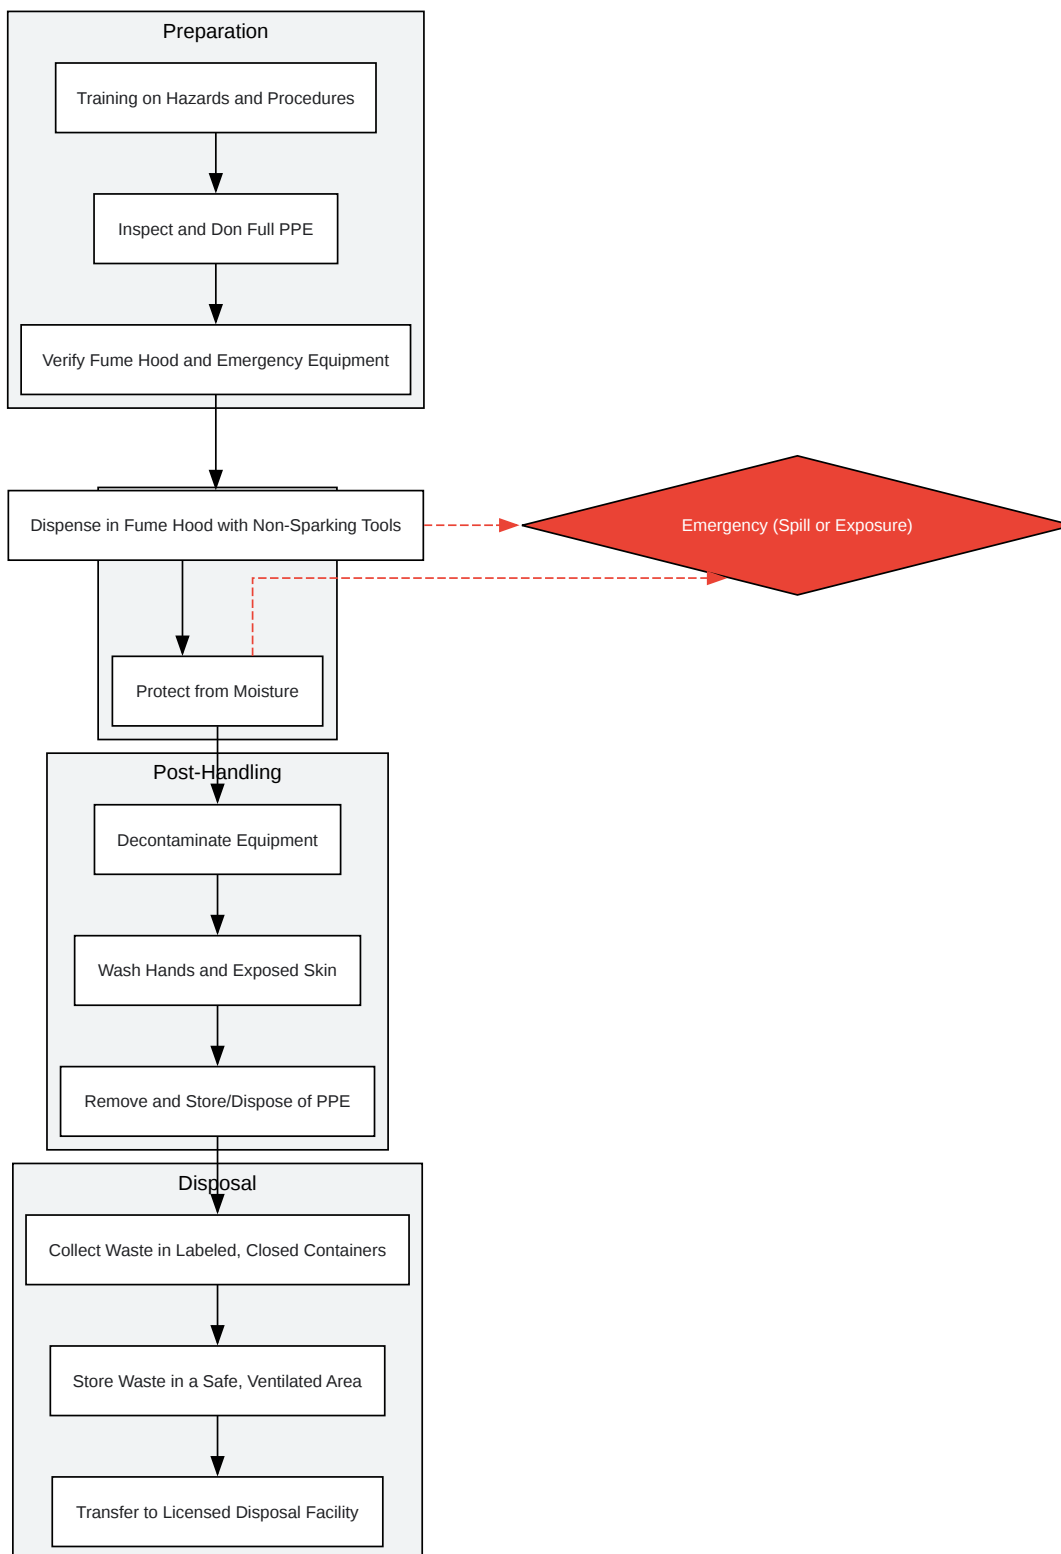 Preparation
Training on Hazards and Procedures
Inspect and Don Full PPE
Verify Fume Hood and Emergency Equipment
Dispense in Fume Hood with Non-Sparking Tools
Emergency (Spill or Exposure)
Protect from Moisture
Post-Handling
Decontaminate Equipment
Wash Hands and Exposed Skin
Remove and Store/Dispose of PPE
Disposal
Collect Waste in Labeled, Closed Containers
Store Waste in a Safe, Ventilated Area
Transfer to Licensed Disposal Facility